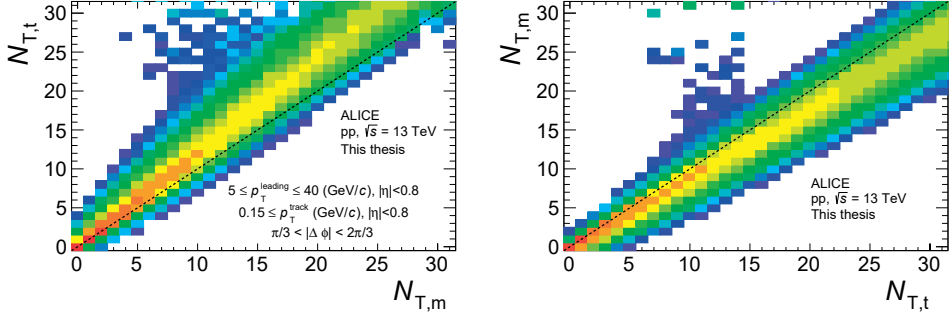 N_T,t
30
25
20
15
10
5
0
ALICE
pp, √s = 13 TeV
This thesis
5 ≤ p_T^leading ≤ 40 (GeV/c), |η|<0.8
0.15 ≤ p_T^track (GeV/c), |η|<0.8
π/3 < |Δ ϕ| < 2π/3
0 5 10 15 20 25 30
N_T,m
N_T,m
30
25
20
15
10
5
0
ALICE
pp, √s = 13 TeV
This thesis
0 5 10 15 20 25 30
N_T,t